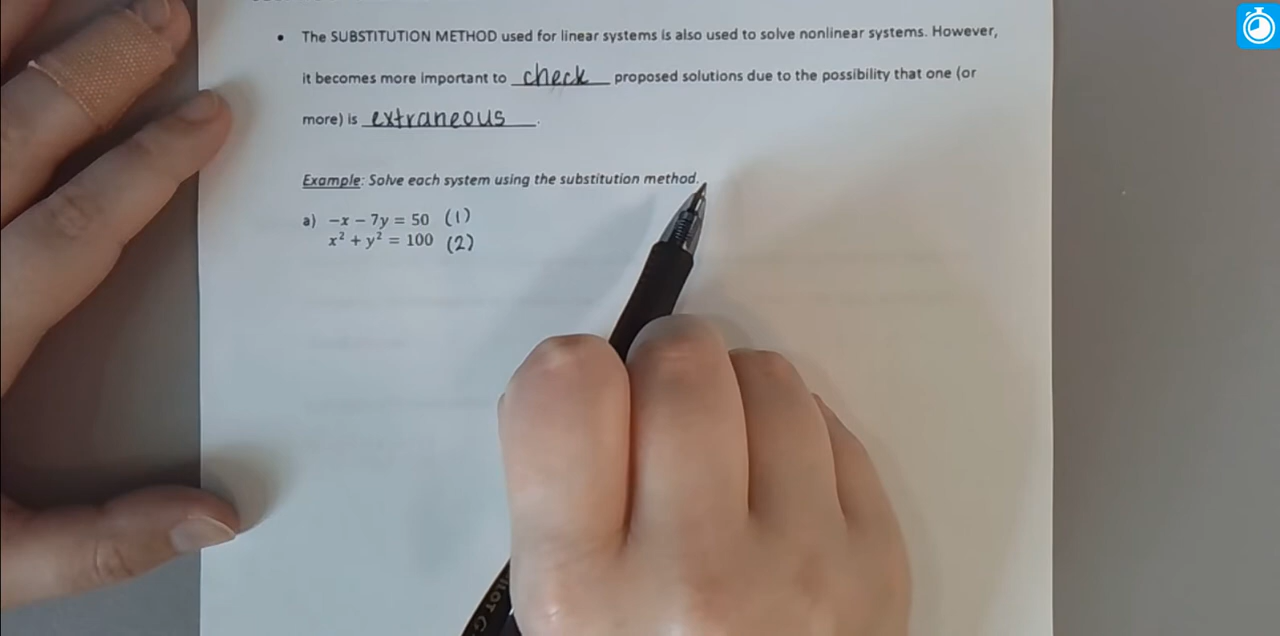 • The SUBSTITUTION METHOD used for linear systems is also used to solve nonlinear systems. However,
it becomes more important to check proposed solutions due to the possibility that one (or
more) is extraneous.
Example: Solve each system using the substitution method.
a) −x − 7y = 50 (1)
x² + y² = 100 (2)